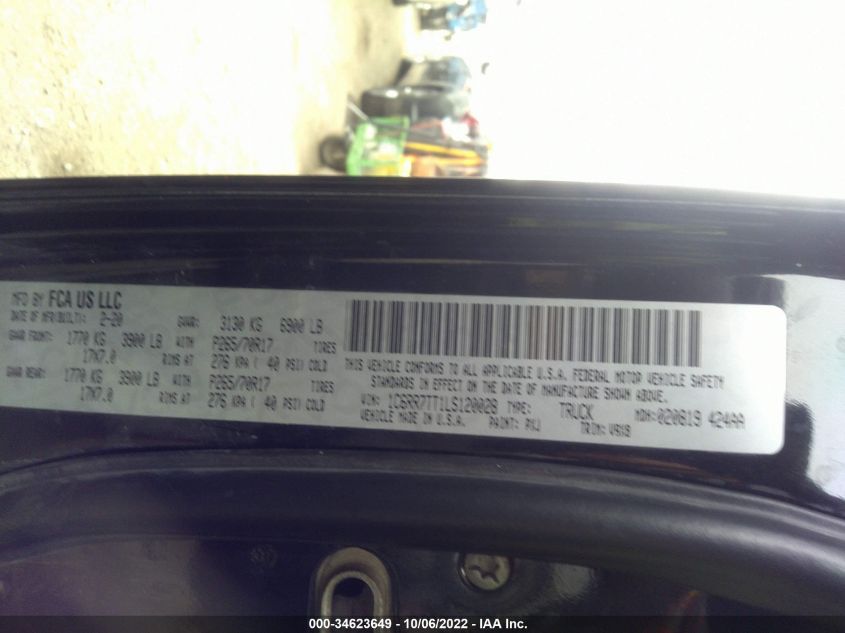 MFD BY FCA US LLC
DATE OF MFR(BUILT): 2-20 GVWR: 3130 KG 6900 LB
GAWR FRONT: 1770 KG 3900 LB WITH P265/70R17 TIRES
17X7.0 RIMS AT 276 KPA ( 40 PSI) COLD
GAWR REAR: 1770 KG 3900 LB WITH P265/70R17 TIRES
17X7.0 RIMS AT 276 KPA ( 40 PSI) COLD
THIS VEHICLE CONFORMS TO ALL APPLICABLE U.S.A. FEDERAL MOTOR VEHICLE SAFETY
STANDARDS IN EFFECT ON THE DATE OF MANUFACTURE SHOWN ABOVE.
VIN: 1C6RR7TT1LS120028 TYPE: TRUCK MDH:020619 424AA
VEHICLE MADE IN U.S.A. PAINT: TRIM:
000-34623649 - 10/06/2022 - IAA Inc.